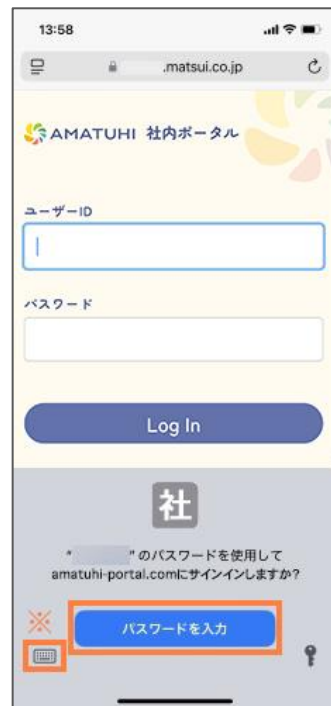 13:58
.matsui.co.jp
AMATUHI 社内ポータル
ユーザーID
パスワード
Log In
社
" "のパスワードを使用して
amatuhi-portal.comにサインインしますか?
※
パスワードを入力